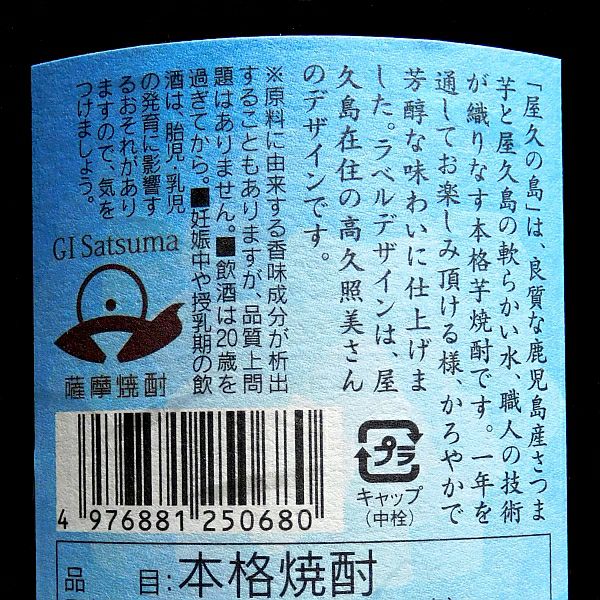 「屋久の島」は、良質な鹿児島産さつま
芋と屋久島の軟らかい水、職人の技術
が織りなす本格芋焼酎です。一年を
通してお楽しみ頂ける様、かろやかで
芳醇な味わいに仕上げま
した。ラベルデザインは、屋
久島在住の高久照美さん
のデザインです。
※原料に由来する香味成分が析出
することもありますが、品質上問
題はありません。■飲酒は20歳を
過ぎてから。■妊娠中や授乳期の飲
酒は、胎児・乳児
の発育に影響す
るおそれがあり
ますので、気を
つけましょう。
GI Satsuma
薩摩焼酎
プラ
キャップ
(中栓)
4 976881 250680
品 目:本格焼酎